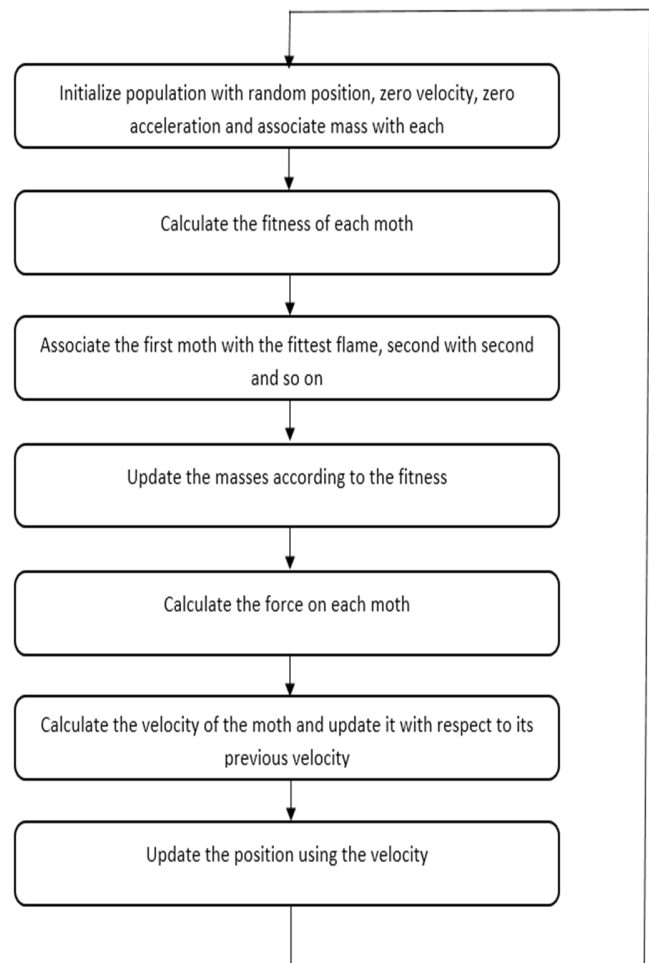 Initialize population with random position, zero velocity, zero
acceleration and associate mass with each
Calculate the fitness of each moth
Associate the first moth with the fittest flame, second with second
and so on
Update the masses according to the fitness
Calculate the force on each moth
Calculate the velocity of the moth and update it with respect to its
previous velocity
Update the position using the velocity